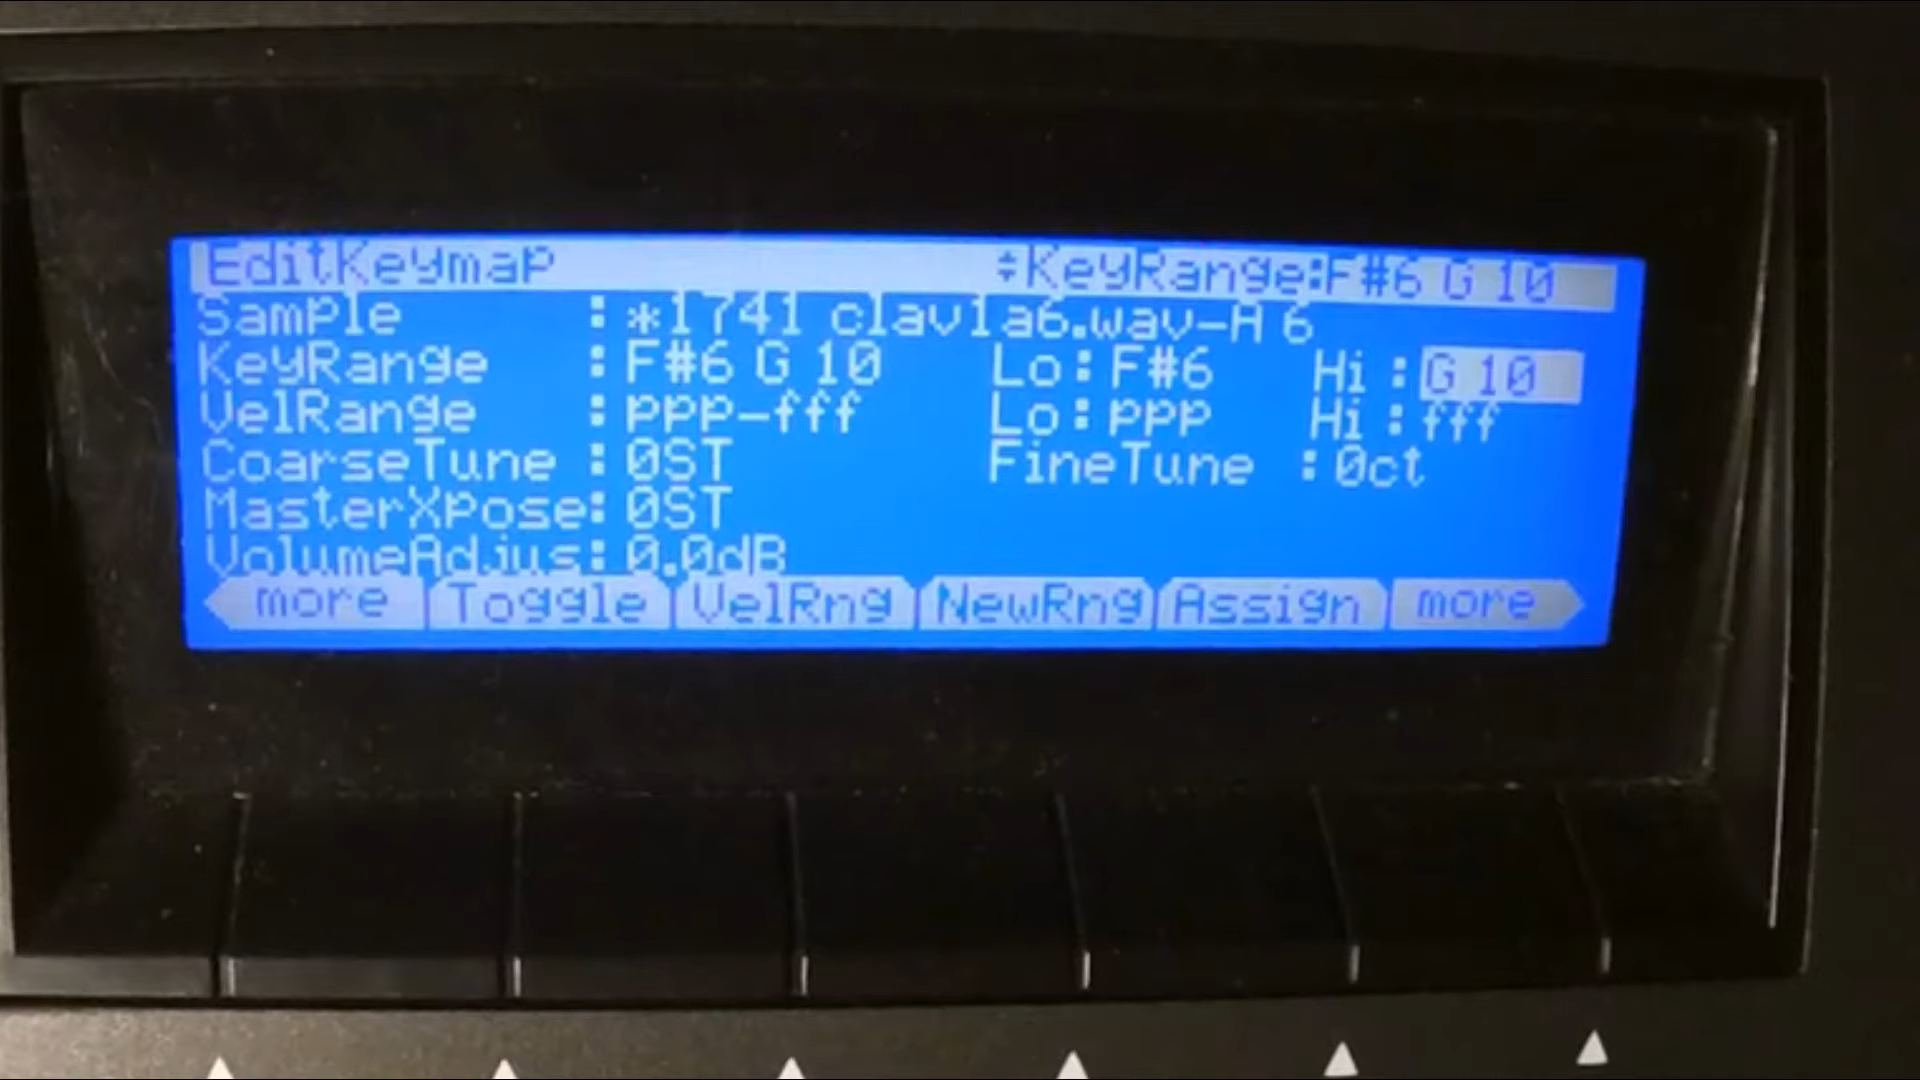 EditKeymap ÷KeyRange:F#6 G 10
Sample :*1741 clav1a6.wav-A 6
KeyRange :F#6 G 10 Lo:F#6 Hi:G 10
VelRange :ppp-fff Lo:ppp Hi:fff
CoarseTune :0ST FineTune :0ct
MasterXpose:0ST
VolumeAdjus:0.0dB
more Toggle VelRng NewRng Assign more